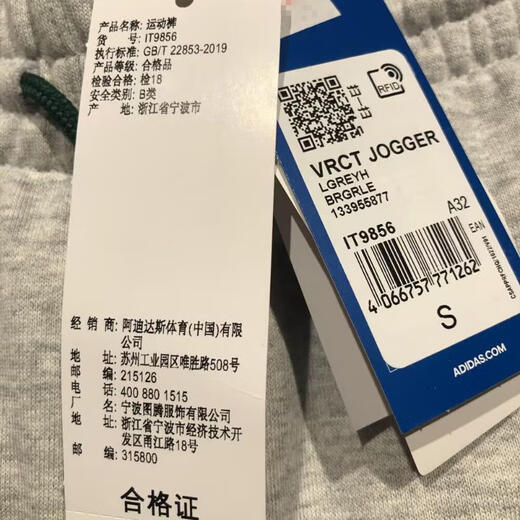 产品名称: 运动裤
货 号: IT9856
执行标准: GB/T 22853-2019
产品等级: 合格品
检验合格: 检18
安全类别: B类
产 地: 浙江省宁波市
经 销 商: 阿迪达斯体育(中国)有限
公司
地 址: 苏州工业园区唯胜路508号
邮 编: 215126
电 话: 400 880 1515
厂 名: 宁波图腾服饰有限公司
地 址: 浙江省宁波市经济技术开
发区甬江路18号
邮 编: 315800
合格证
RFID
VRCT JOGGER
LGREYH
BRGRLE
133955877
IT9856
A32
EAN
4 066757 771262
S
ADIDAS.COM